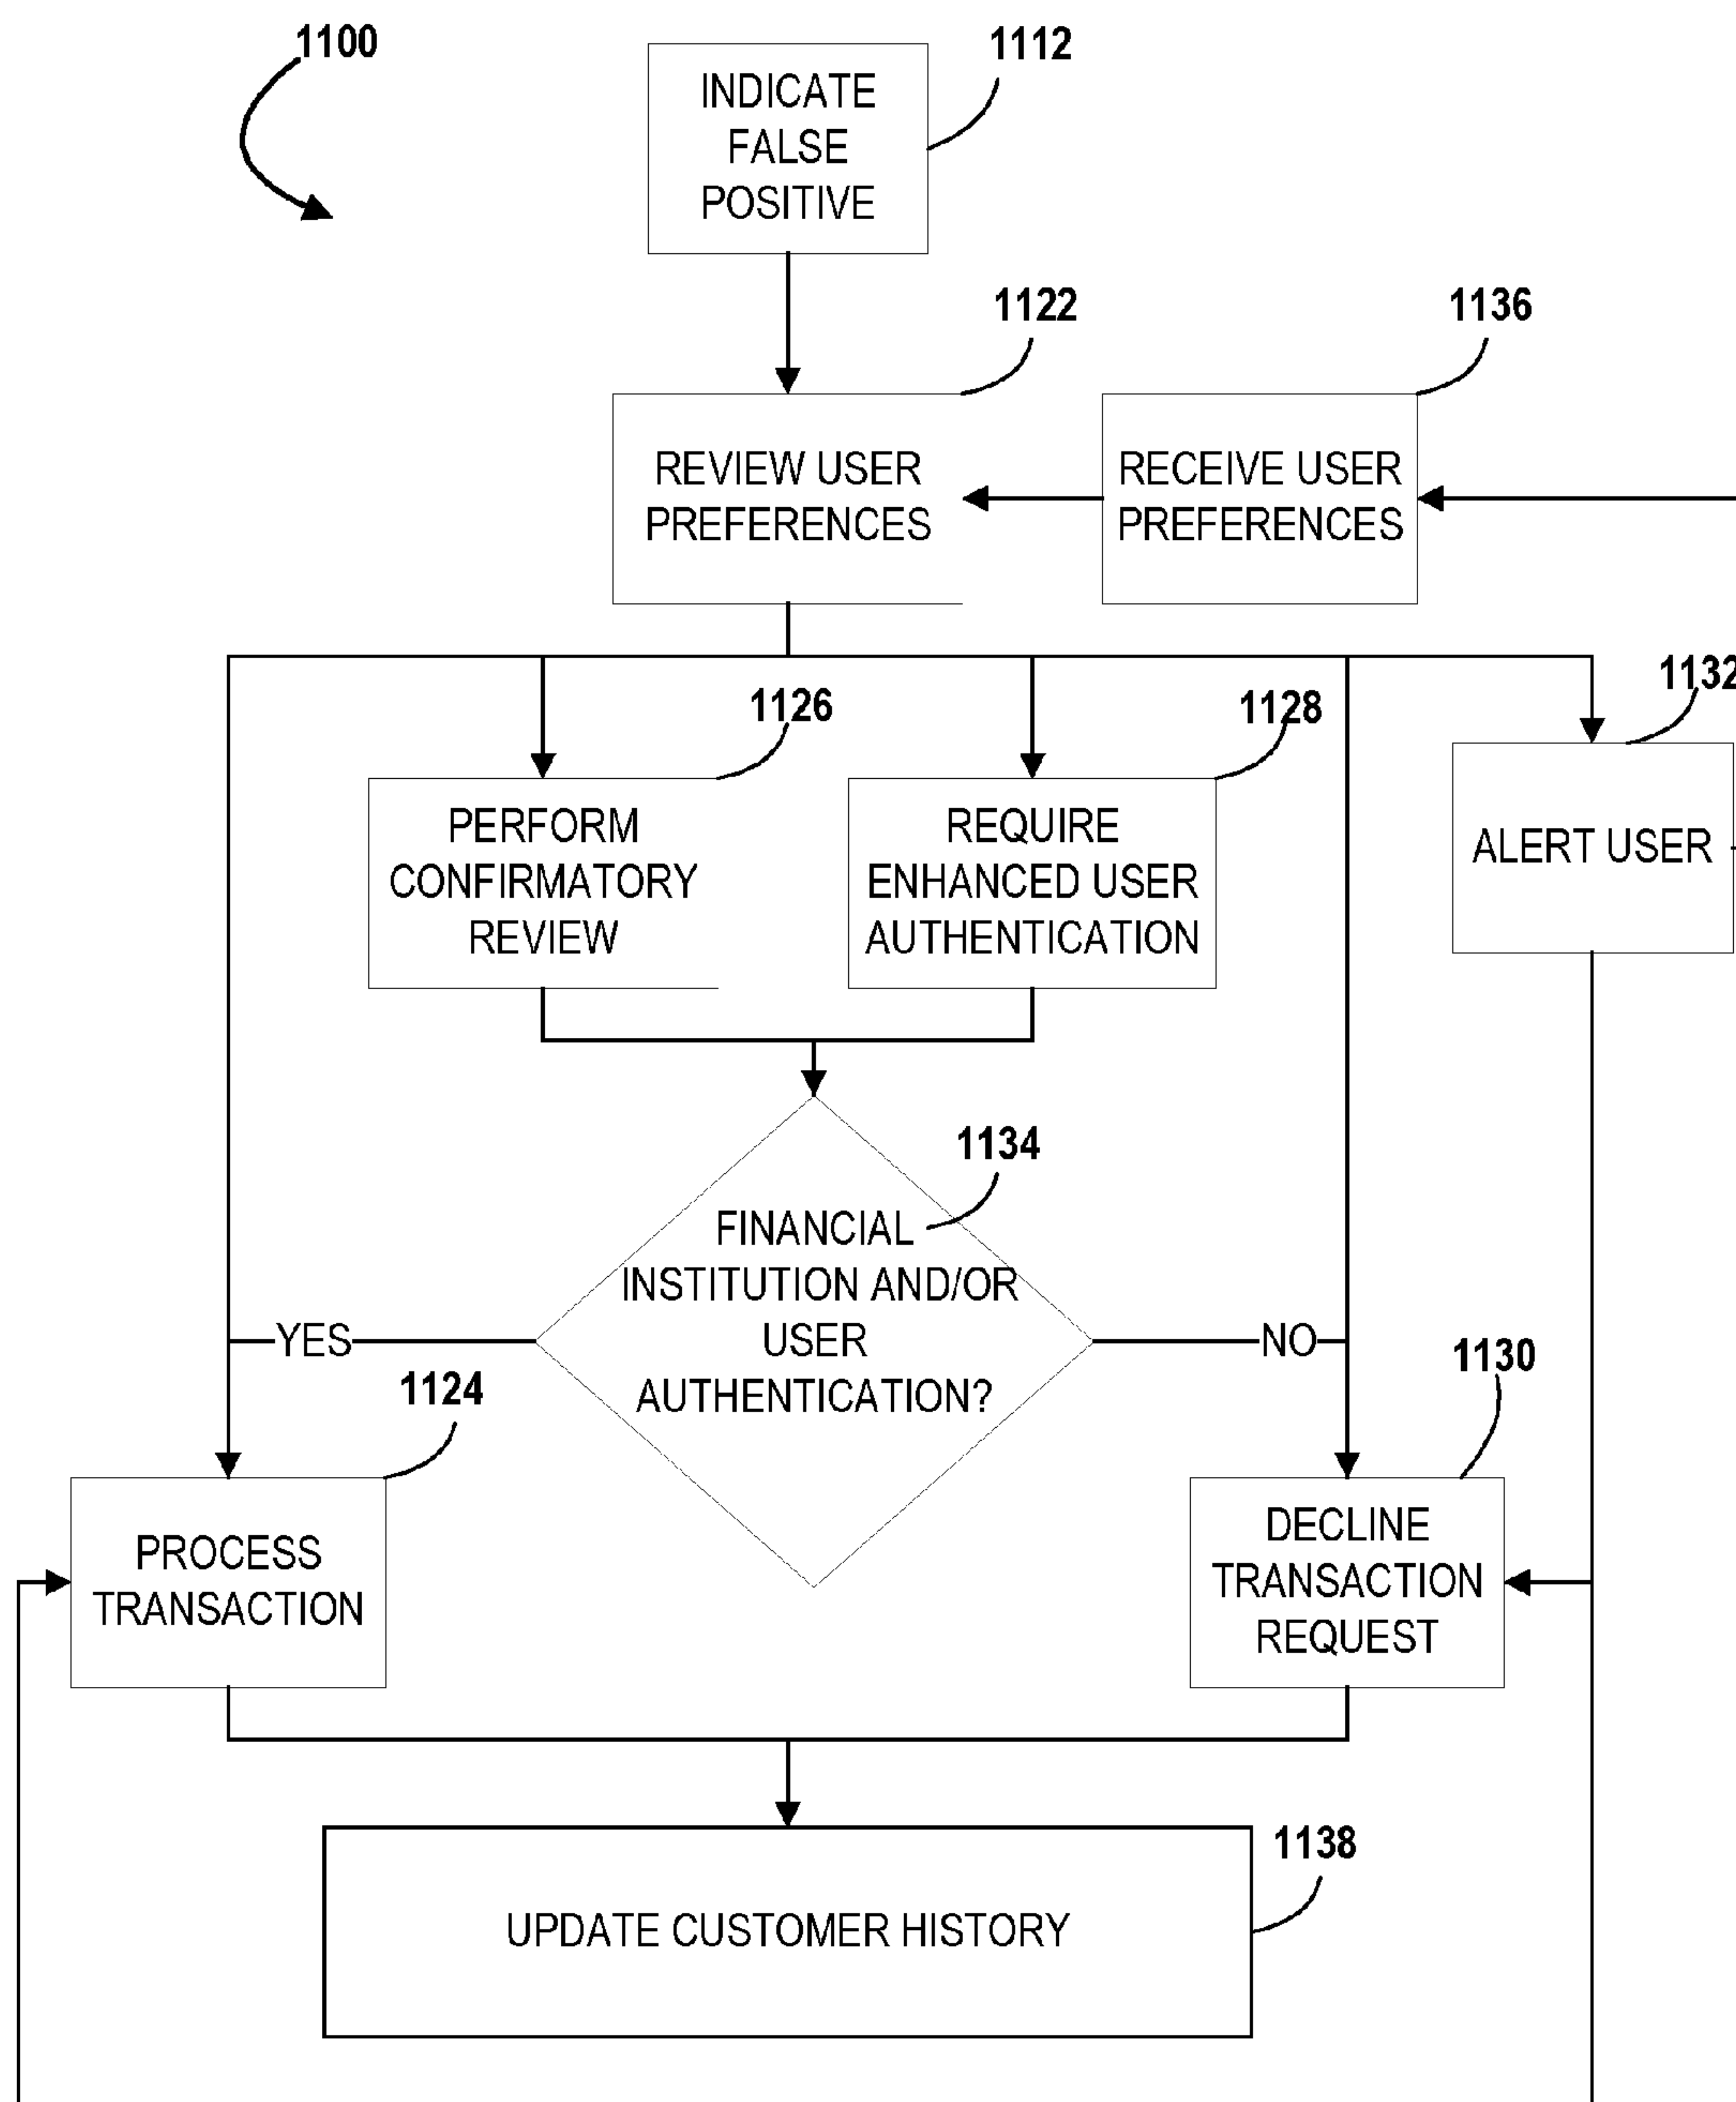 1100
1112
INDICATE
FALSE
POSITIVE
1122
1136
REVIEW USER
PREFERENCES
RECEIVE USER
PREFERENCES
1132
1126
1128
PERFORM
CONFIRMATORY
REVIEW
REQUIRE
ENHANCED USER
AUTHENTICATION
ALERT USER
1134
FINANCIAL
INSTITUTION AND/OR
USER
AUTHENTICATION?
YES
NO
1124
1130
PROCESS
TRANSACTION
DECLINE
TRANSACTION
REQUEST
1138
UPDATE CUSTOMER HISTORY